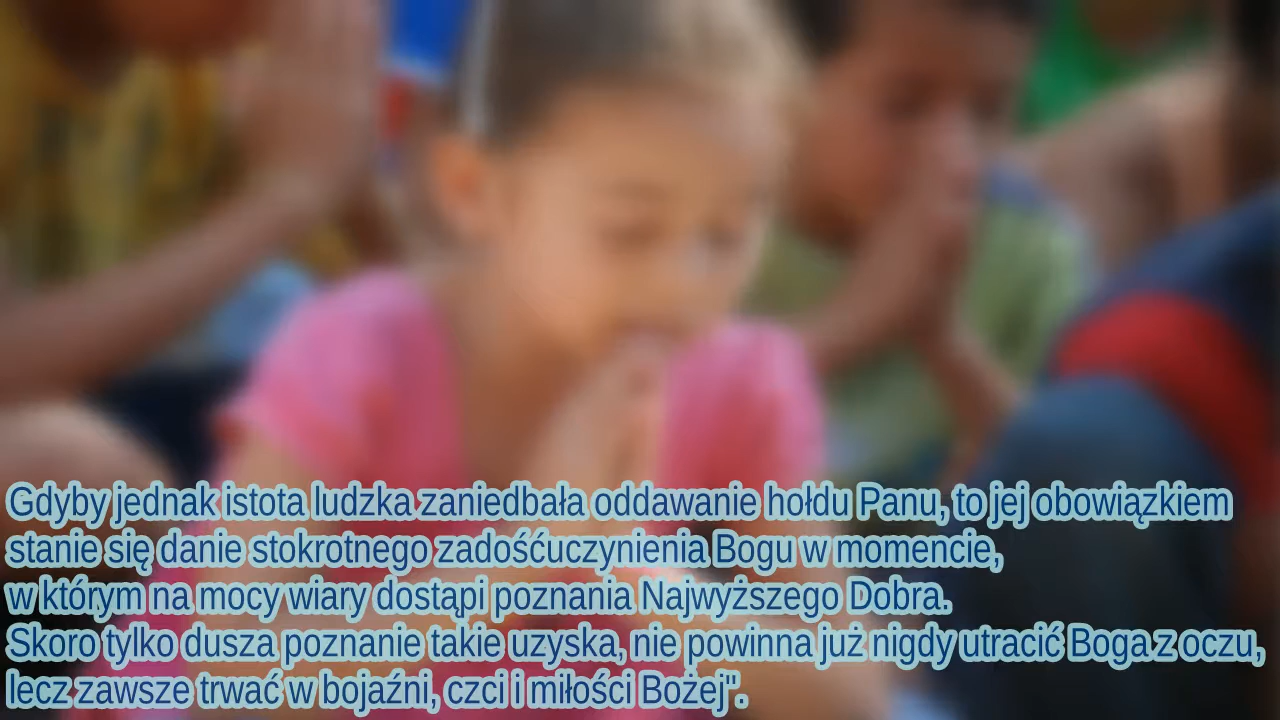 Gdyby jednak istota ludzka zaniedbała oddawanie hołdu Panu, to jej obowiązkiem
stanie się danie stokrotnego zadośćuczynienia Bogu w momencie,
w którym na mocy wiary dostąpi poznania Najwyższego Dobra.
Skoro tylko dusza poznanie takie uzyska, nie powinna już nigdy utracić Boga z oczu,
lecz zawsze trwać w bojaźni, czci i miłości Bożej".